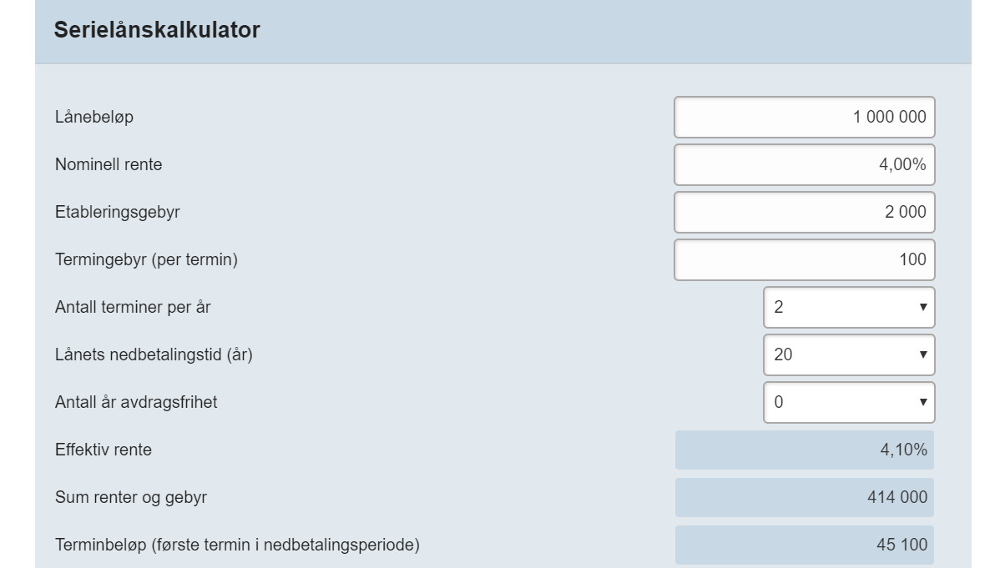 Serielånskalkulator
Lånebeløp 1 000 000
Nominell rente 4,00%
Etableringsgebyr 2 000
Termingebyr (per termin) 100
Antall terminer per år 2
Lånets nedbetalingstid (år) 20
Antall år avdragsfrihet 0
Effektiv rente 4,10%
Sum renter og gebyr 414 000
Terminbeløp (første termin i nedbetalingsperiode) 45 100